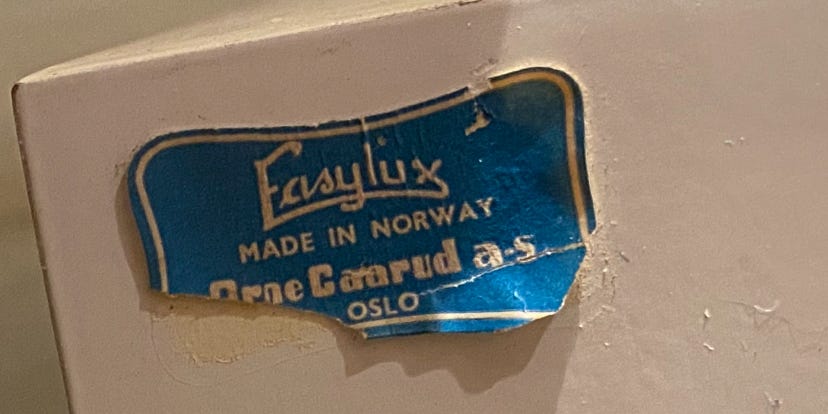 Easylux
MADE IN NORWAY
Arne Gaarud a-s
OSLO